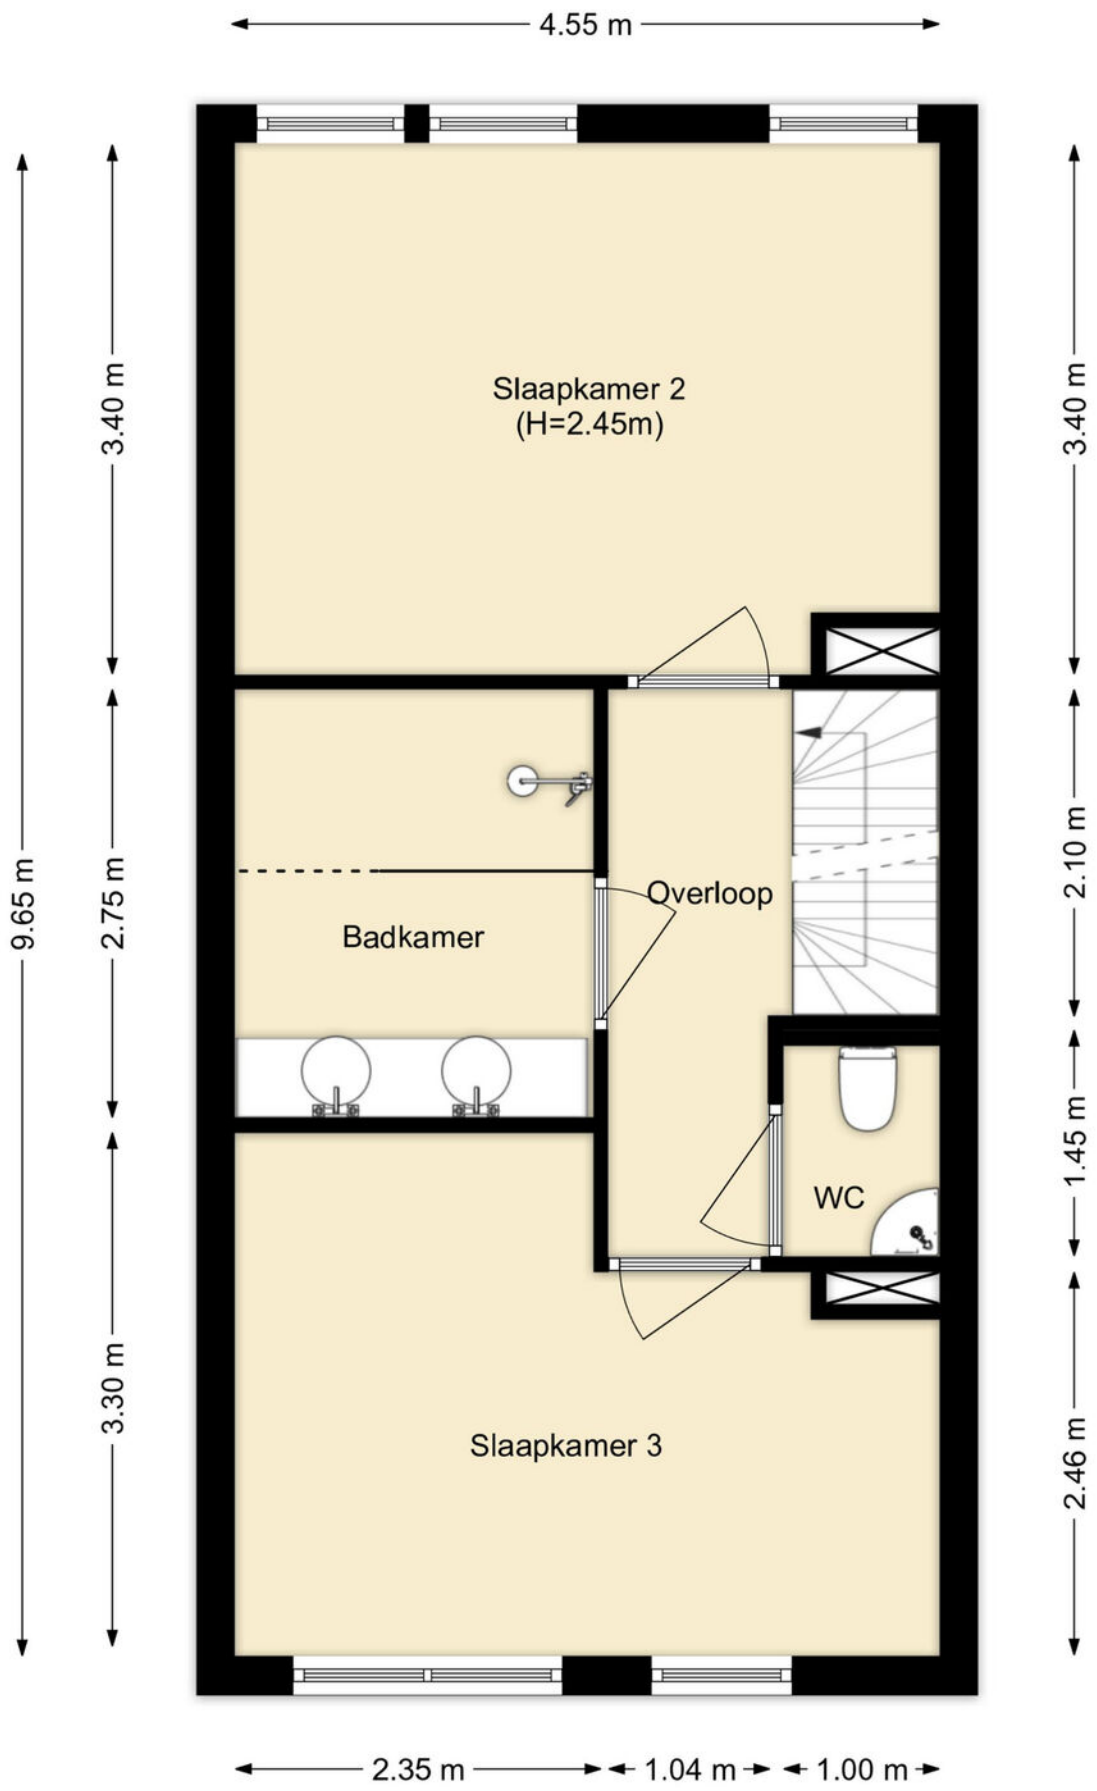 4.55 m
Slaapkamer 2
(H=2.45m)
3.40 m
3.40 m
9.65 m
2.75 m
2.10 m
Overloop
Badkamer
1.45 m
WC
3.30 m
2.46 m
Slaapkamer 3
2.35 m
1.04 m
1.00 m